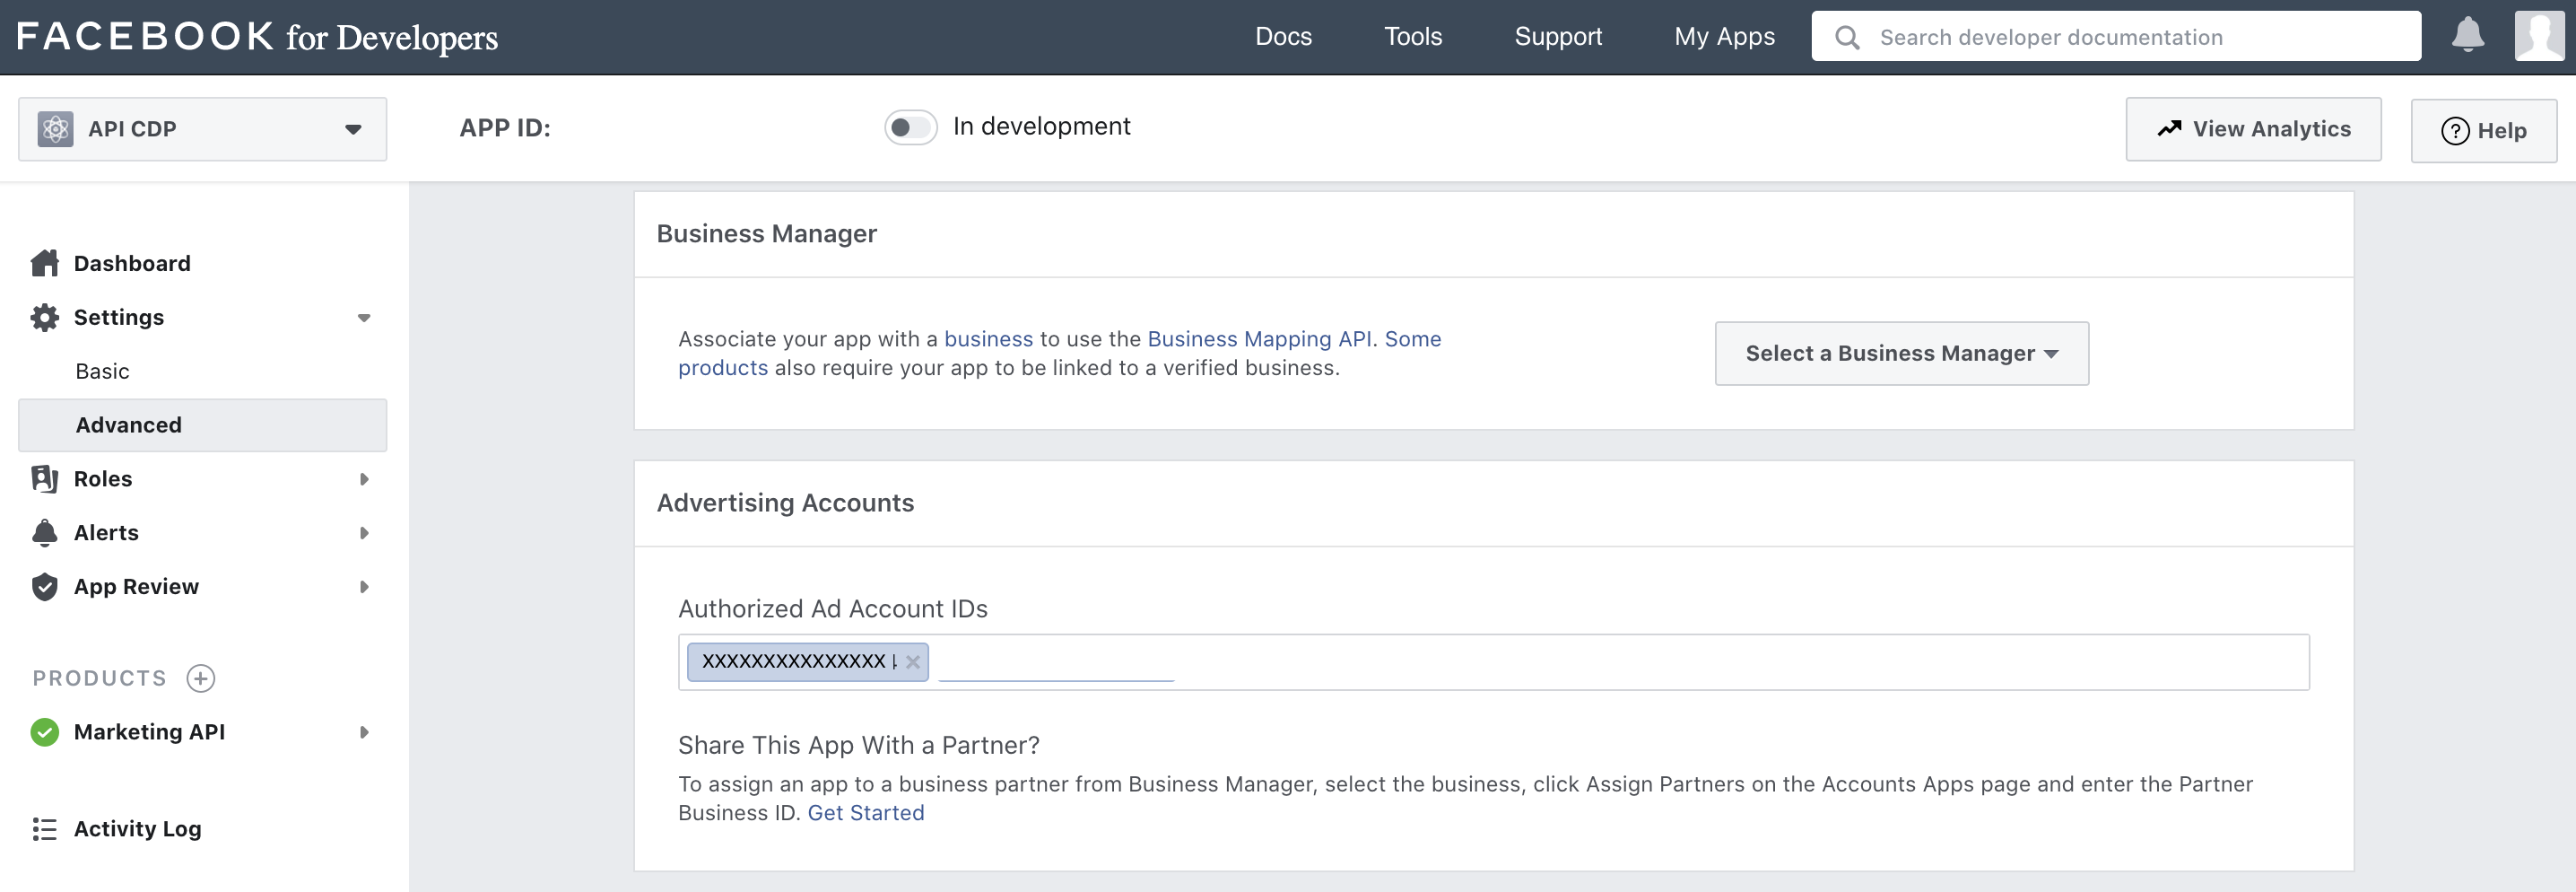 FACEBOOK for Developers
Docs
Tools
Support
My Apps
Search developer documentation
API CDP
APP ID:
In development
View Analytics
? Help
Dashboard
Settings
Basic
Advanced
Roles
Alerts
App Review
PRODUCTS
Marketing API
Activity Log
Business Manager
Associate your app with a business to use the Business Mapping API. Some
products also require your app to be linked to a verified business.
Select a Business Manager
Advertising Accounts
Authorized Ad Account IDs
XXXXXXXXXXXXXXX
Share This App With a Partner?
To assign an app to a business partner from Business Manager, select the business, click Assign Partners on the Accounts Apps page and enter the Partner
Business ID. Get Started